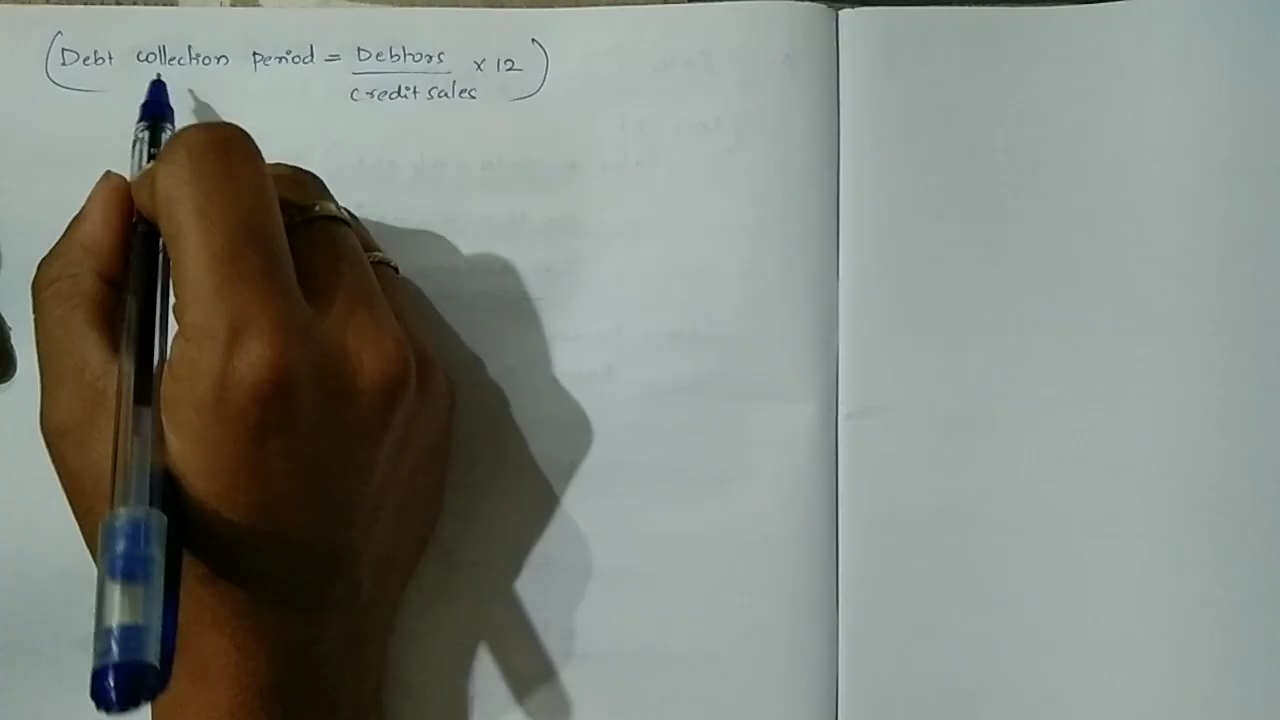 (Debt collection period = Debtors / credit sales × 12)